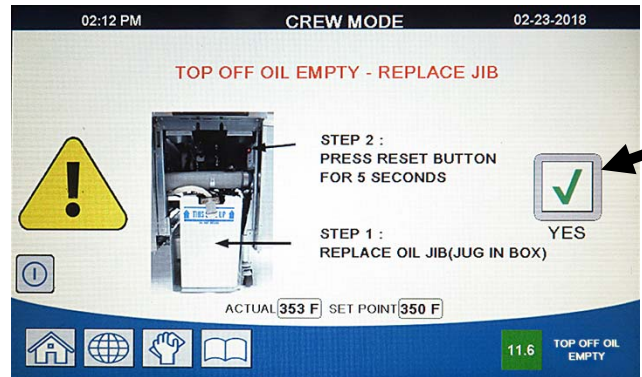 02:12 PM CREW MODE 02-23-2018
TOP OFF OIL EMPTY - REPLACE JIB
STEP 2 :
PRESS RESET BUTTON
FOR 5 SECONDS
STEP 1 :
REPLACE OIL JIB(JUG IN BOX)
YES
ACTUAL 353 F SET POINT 350 F
11.6 TOP OFF OIL
EMPTY